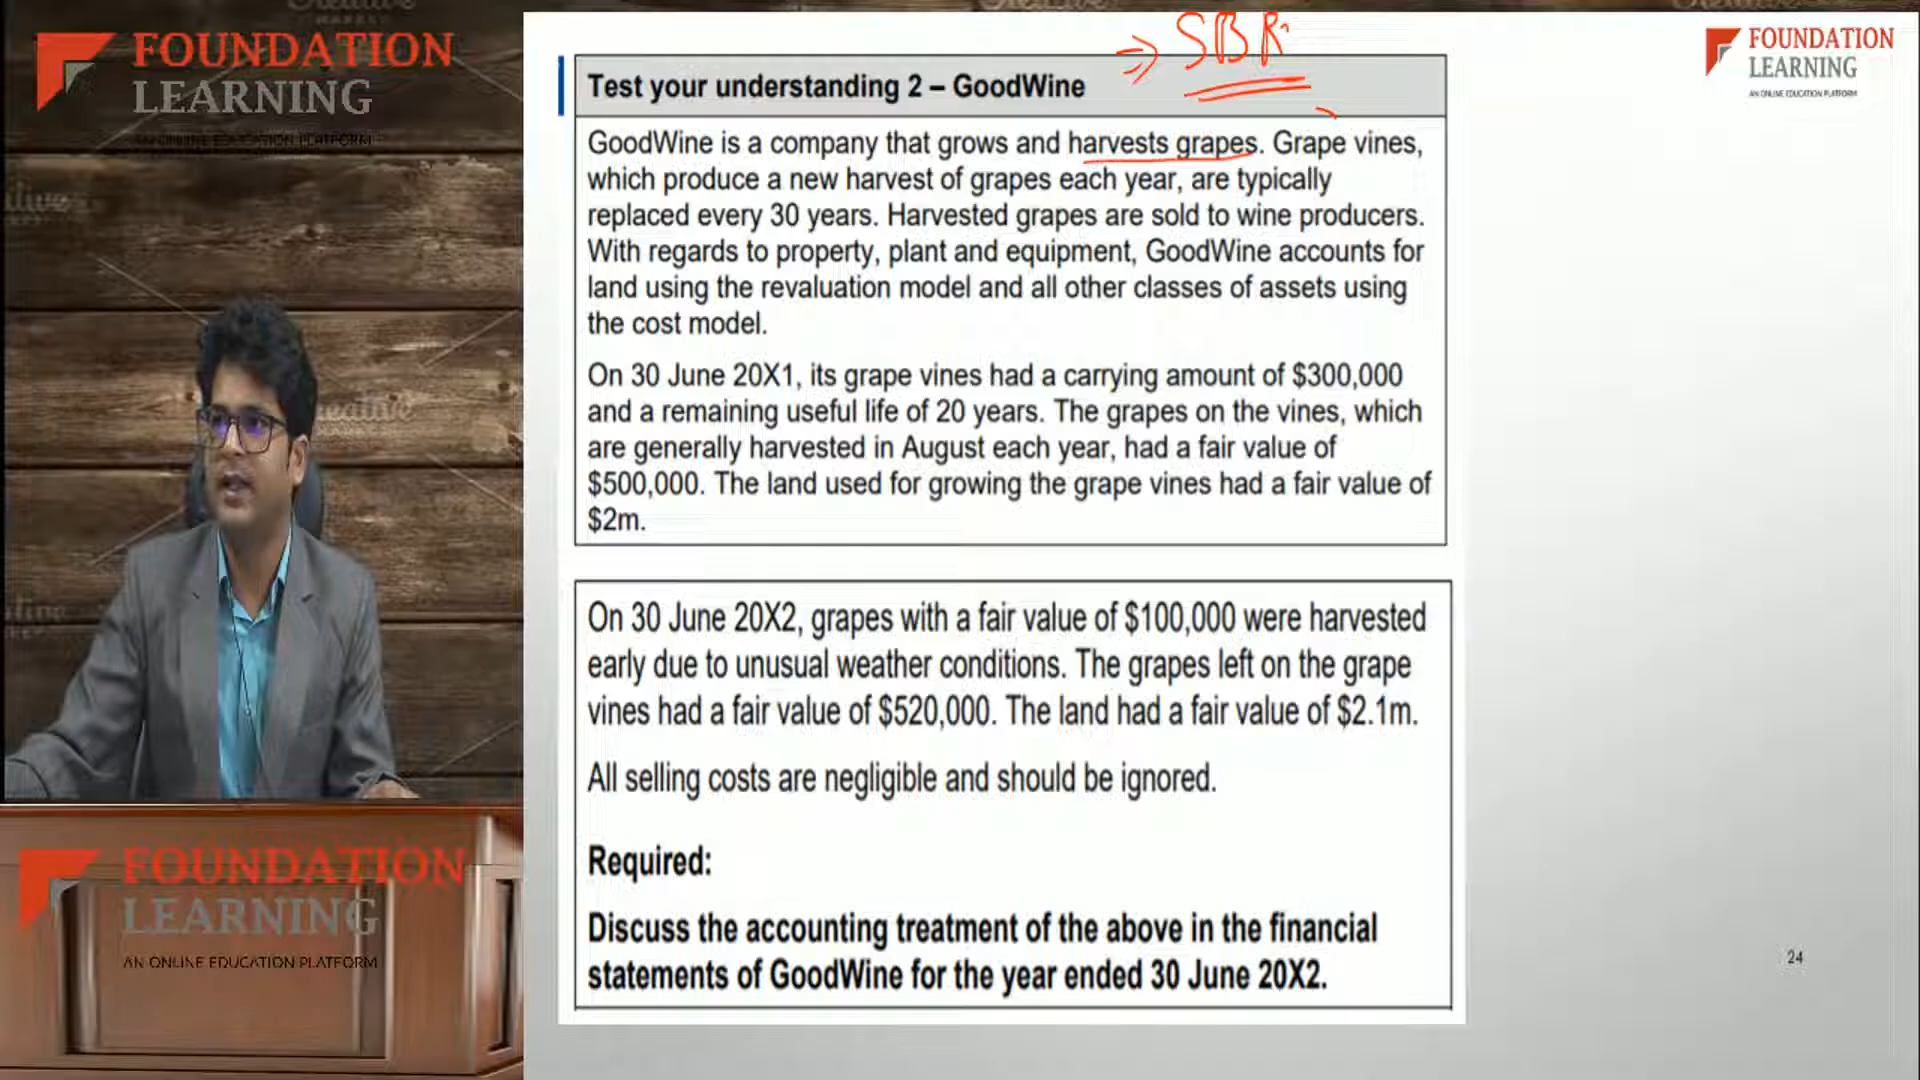 FOUNDATION
LEARNING
AN ONLINE EDUCATION PLATFORM
⇒ SBR
FOUNDATION
LEARNING
AN ONLINE EDUCATION PLATFORM
Test your understanding 2 – GoodWine
GoodWine is a company that grows and harvests grapes. Grape vines,
which produce a new harvest of grapes each year, are typically
replaced every 30 years. Harvested grapes are sold to wine producers.
With regards to property, plant and equipment, GoodWine accounts for
land using the revaluation model and all other classes of assets using
the cost model.
On 30 June 20X1, its grape vines had a carrying amount of $300,000
and a remaining useful life of 20 years. The grapes on the vines, which
are generally harvested in August each year, had a fair value of
$500,000. The land used for growing the grape vines had a fair value of
$2m.
On 30 June 20X2, grapes with a fair value of $100,000 were harvested
early due to unusual weather conditions. The grapes left on the grape
vines had a fair value of $520,000. The land had a fair value of $2.1m.
All selling costs are negligible and should be ignored.
Required:
Discuss the accounting treatment of the above in the financial
statements of GoodWine for the year ended 30 June 20X2.
FOUNDATION
LEARNING
AN ONLINE EDUCATION PLATFORM
24